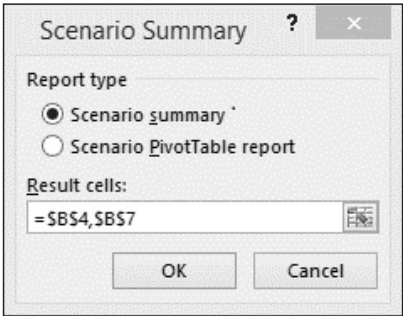 Scenario Summary ? ×
Report type
Scenario summary
Scenario PivotTable report
Result cells:
=$B$4,$B$7
OK Cancel